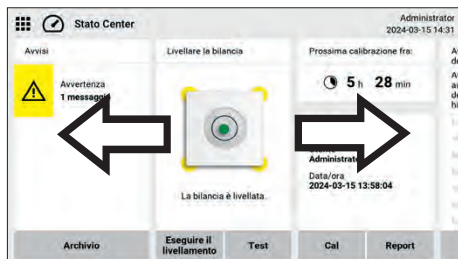 Stato Center
Administrator
2024-03-15 14:31
Avvisi
Avvertenza
1 messaggio
Archivio
Livellare la bilancia
La bilancia è livellata.
Eseguire il
livellamento
Test
Prossima calibrazione fra:
5 h 28 min
Administrator
Data/ora
2024-03-15 13:58:04
Cal
Report